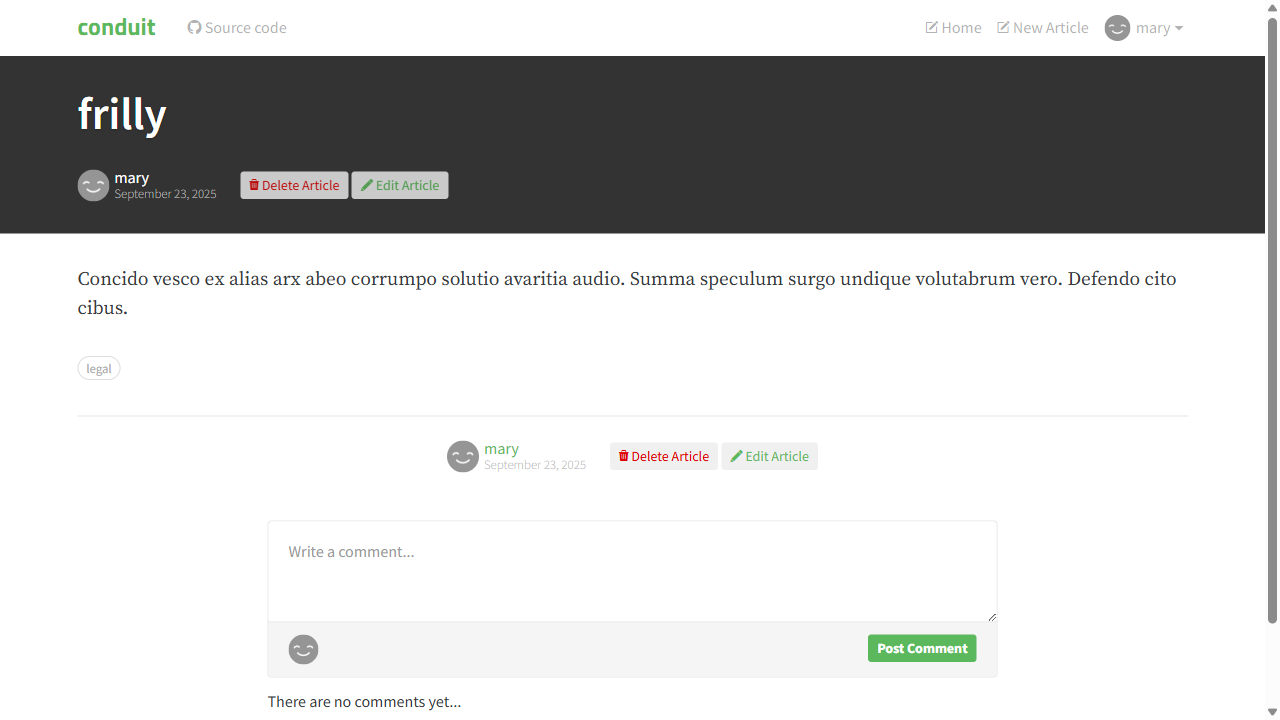 conduit
Source code
Home
New Article
mary
frilly
mary
September 23, 2025
Delete Article
Edit Article
Concido vesco ex alias arx abeo corrumpo solutio avaritia audio. Summa speculum surgo undique volutabrum vero. Defendo cito
cibus.
legal
mary
September 23, 2025
Delete Article
Edit Article
Write a comment...
Post Comment
There are no comments yet...